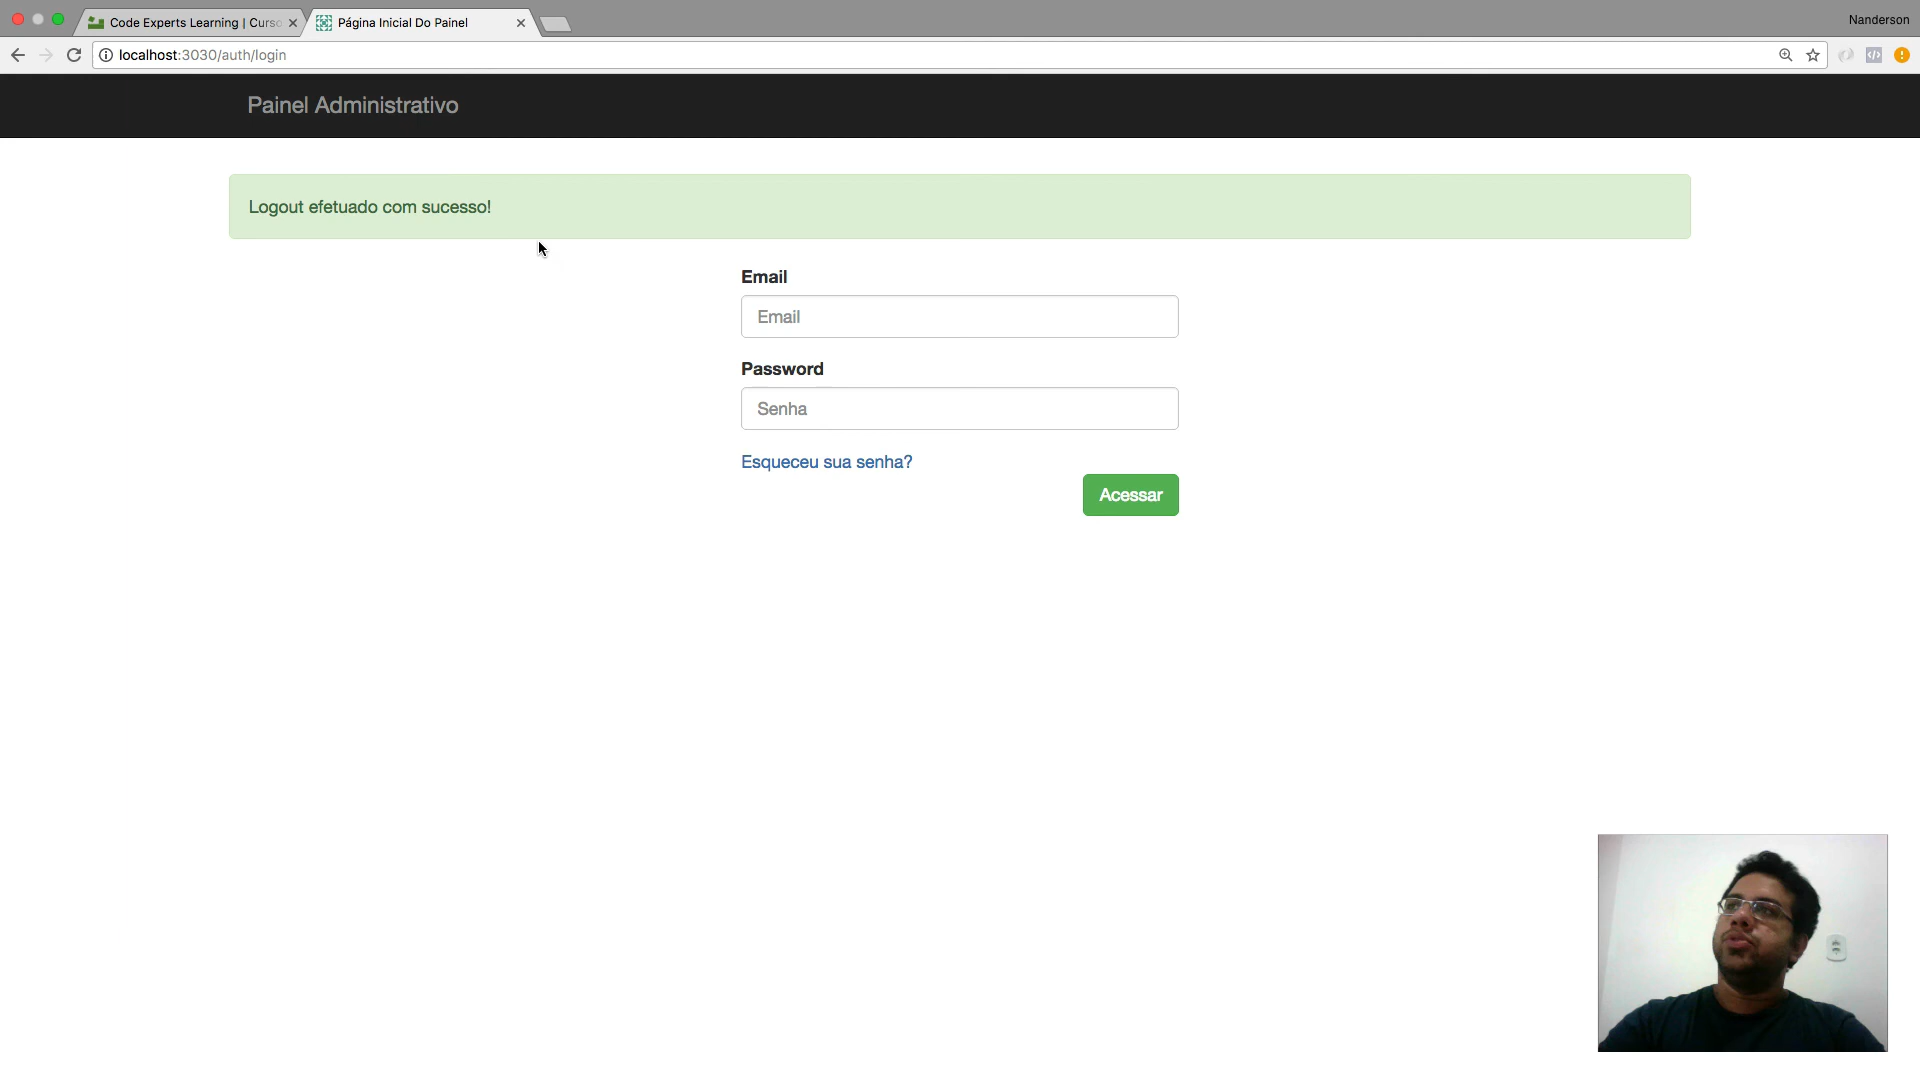 Code Experts Learning | Curso
Página Inicial Do Painel
Nanderson
localhost:3030/auth/login
Painel Administrativo
Logout efetuado com sucesso!
Email
Email
Password
Senha
Esqueceu sua senha?
Acessar